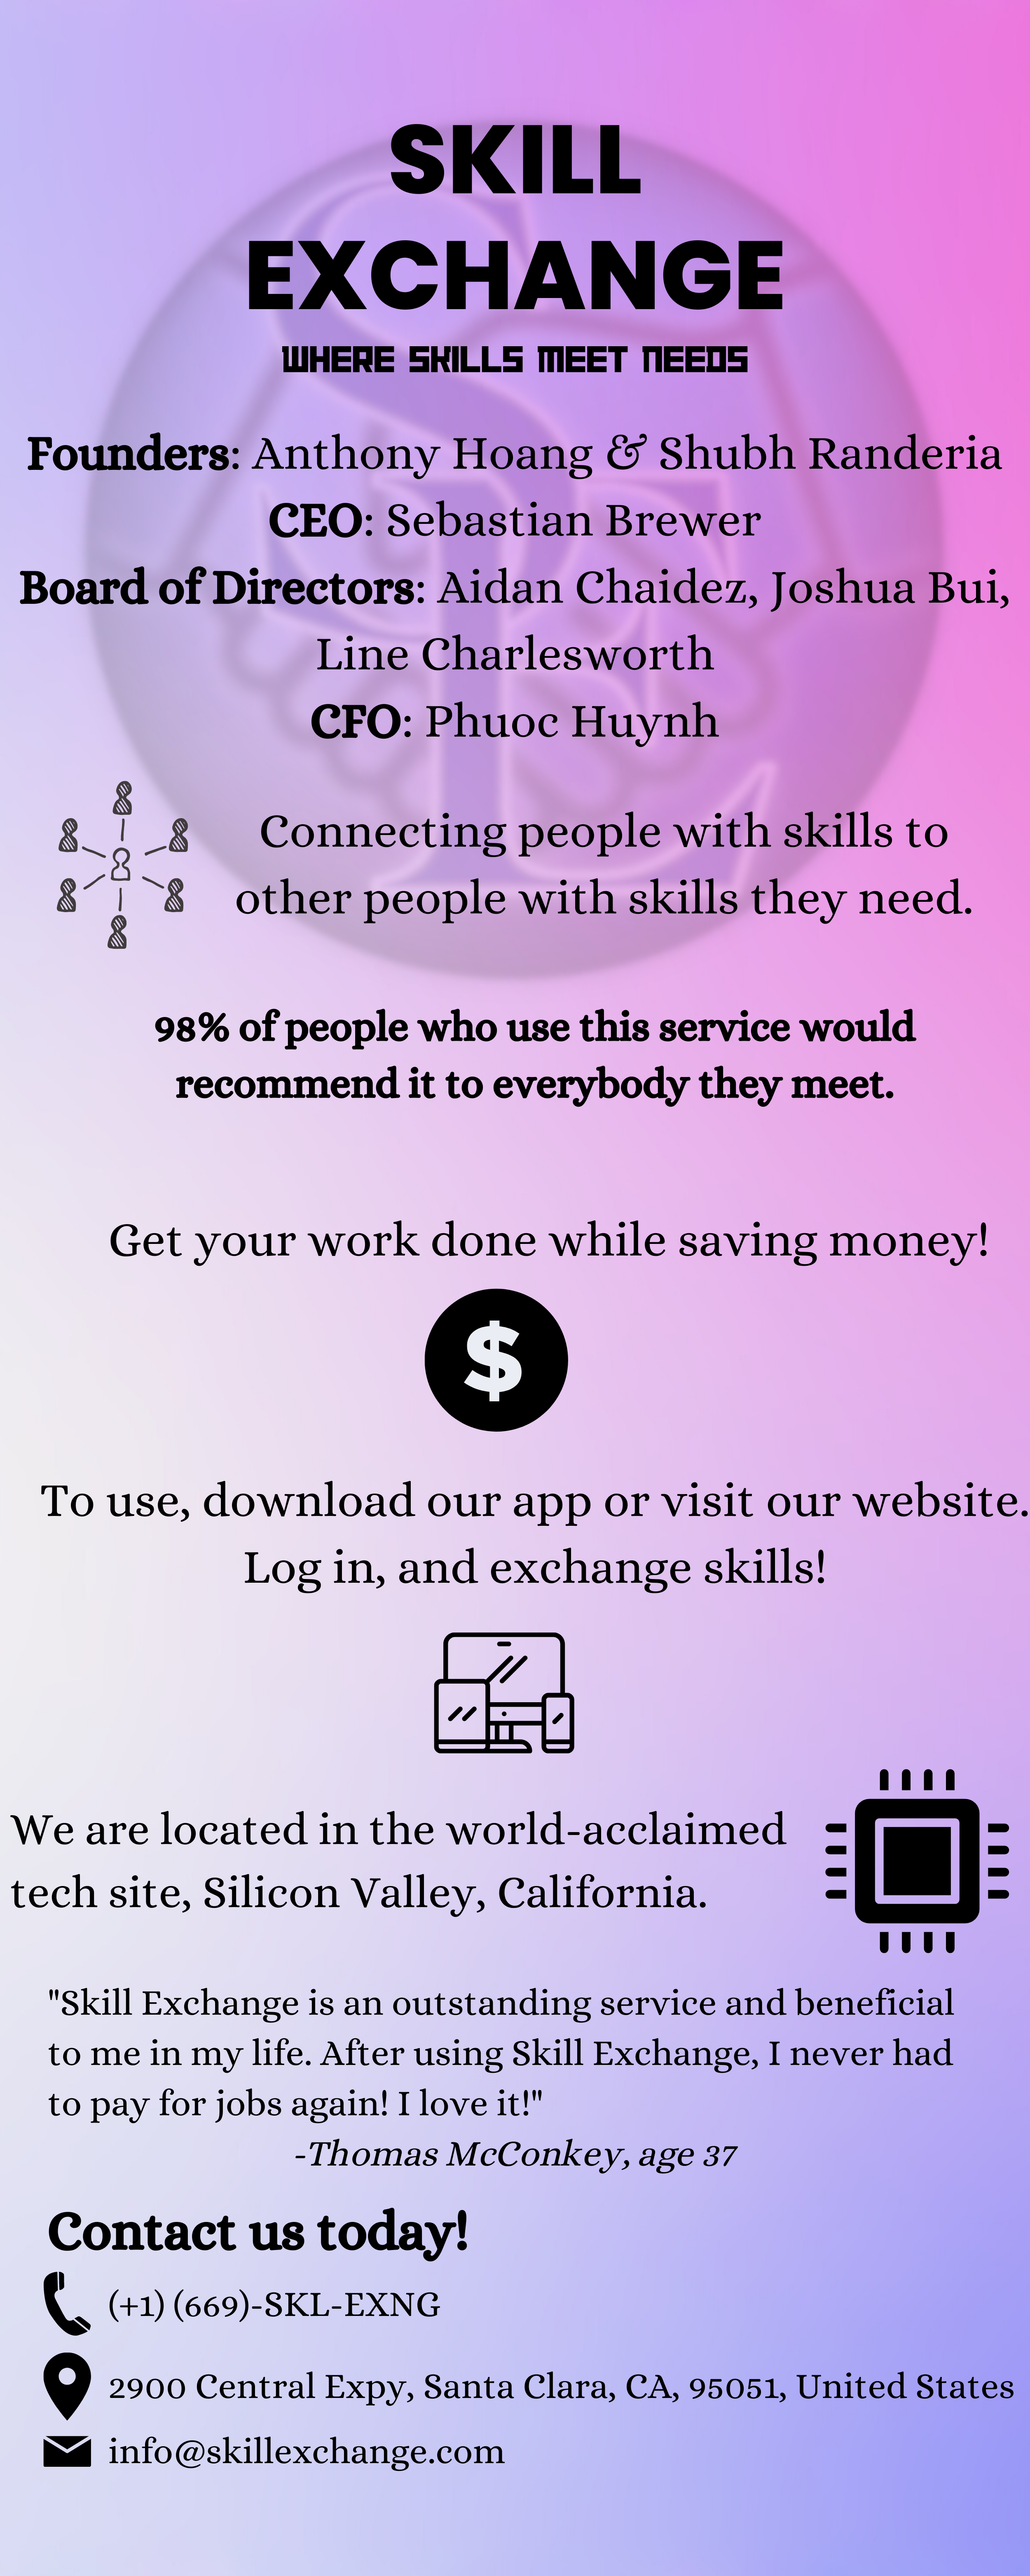 SKILL
EXCHANGE
WHERE SKILLS MEET NEEDS
Founders: Anthony Hoang & Shubh Randeria
CEO: Sebastian Brewer
Board of Directors: Aidan Chaidez, Joshua Bui,
Line Charlesworth
CFO: Phuoc Huynh
Connecting people with skills to
other people with skills they need.
98% of people who use this service would
recommend it to everybody they meet.
Get your work done while saving money!
$
To use, download our app or visit our website.
Log in, and exchange skills!
We are located in the world-acclaimed
tech site, Silicon Valley, California.
"Skill Exchange is an outstanding service and beneficial
to me in my life. After using Skill Exchange, I never had
to pay for jobs again! I love it!"
-Thomas McConkey, age 37
Contact us today!
(+1) (669)-SKL-EXNG
2900 Central Expy, Santa Clara, CA, 95051, United States
info@skillexchange.com